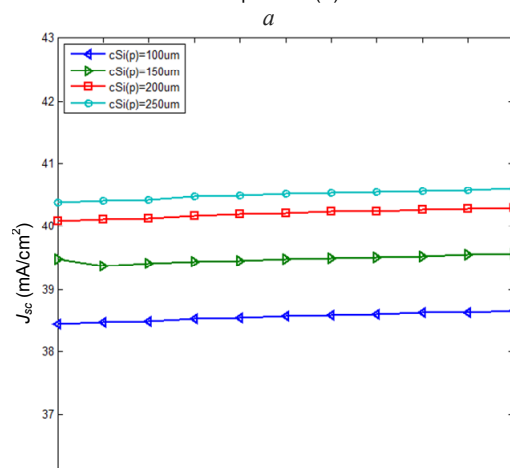 a
43
cSi(p)=100um
cSi(p)=150um
cSi(p)=200um
cSi(p)=250um
42
41
40
39
38
37
Jsc (mA/cm²)